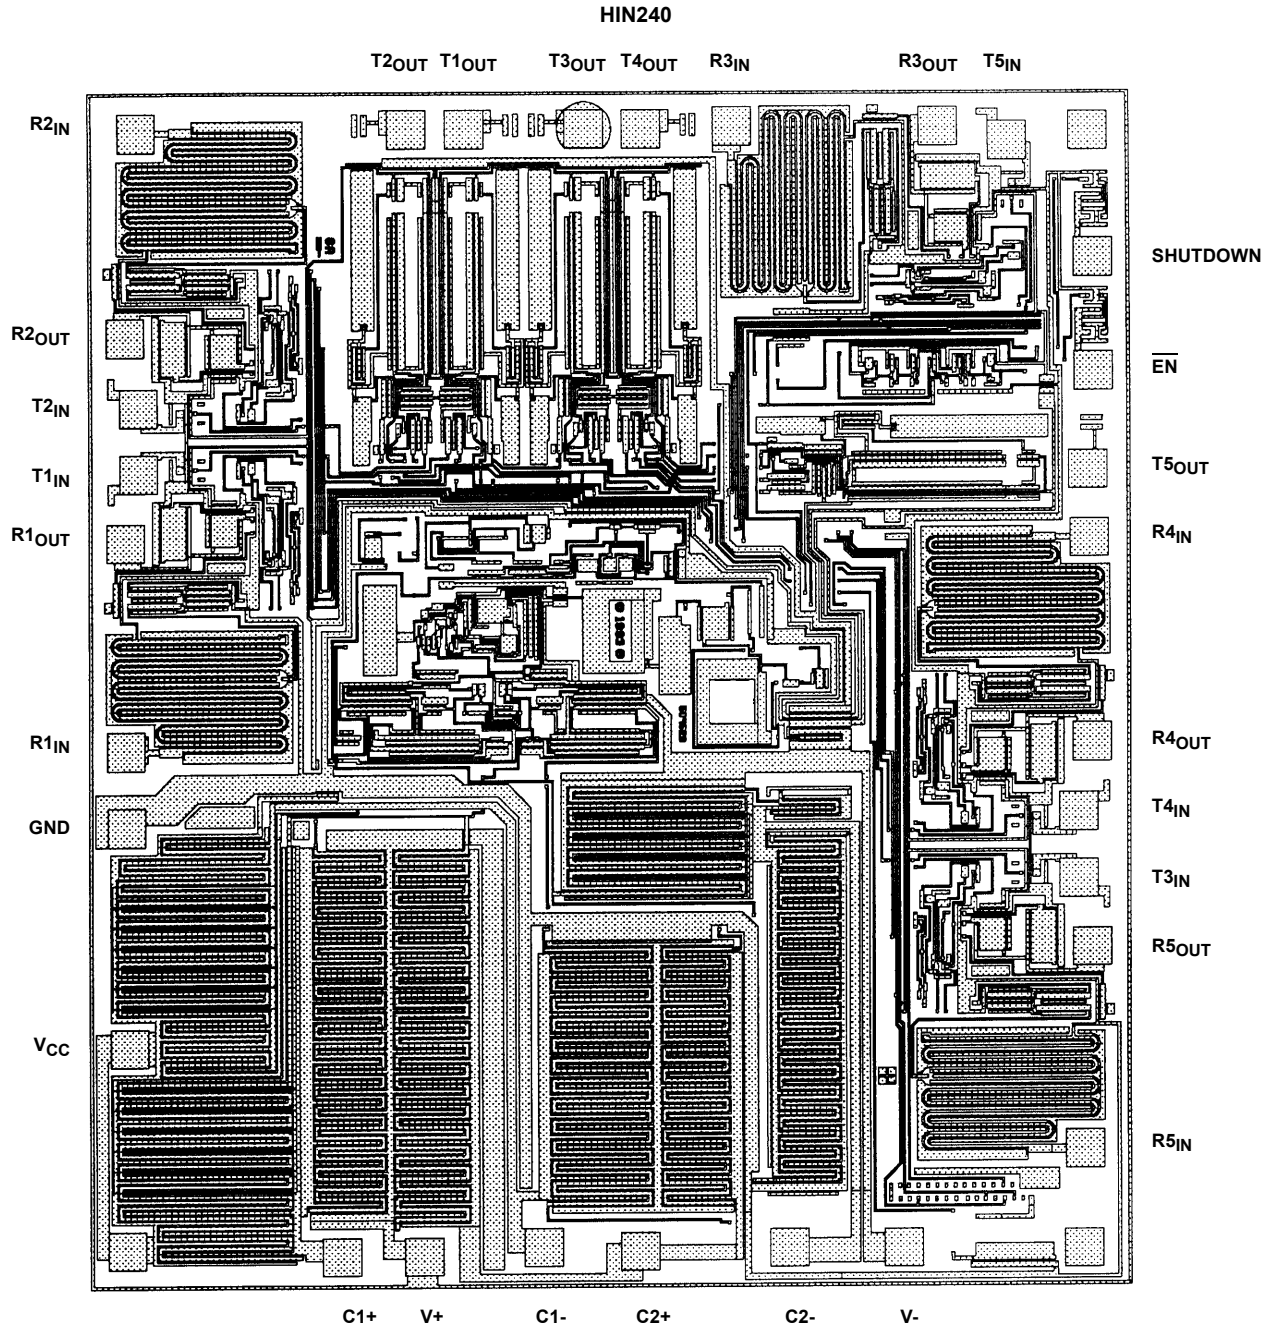 HIN240
T2OUT T1OUT T3OUT T4OUT R3IN R3OUT T5IN
R2IN
SHUTDOWN
R2OUT
EN
T2IN
T1IN
T5OUT
R1OUT
R4IN
R1IN
R4OUT
GND
T4IN
T3IN
R5OUT
VCC
R5IN
C1+ V+ C1- C2+ C2- V-